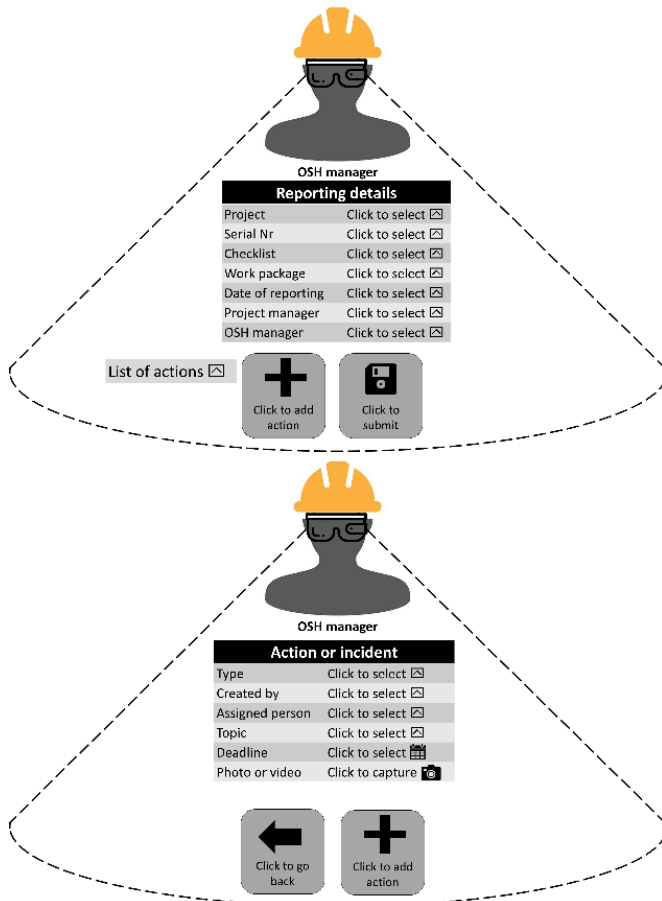 OSH manager
Reporting details
Project Click to select
Serial Nr Click to select
Checklist Click to select
Work package Click to select
Date of reporting Click to select
Project manager Click to select
OSH manager Click to select
List of actions
Click to add
action
Click to
submit
OSH manager
Action or incident
Type Click to select
Created by Click to select
Assigned person Click to select
Topic Click to select
Deadline Click to select
Photo or video Click to capture
Click to go
back
Click to add
action